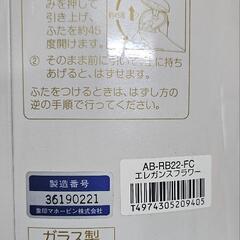 みを押して
引き上げ、
ふたを約45
度開けます。
②そのまま前に引いて、上に持ち
あげると、はずせます。
ふたをつけるときは、はずし方の
逆の手順で行ってください。
製造番号
36190221
象印マホービン株式会社
AB-RB22-FC
エレガンスフラワー
T4974305209405
ガラス製